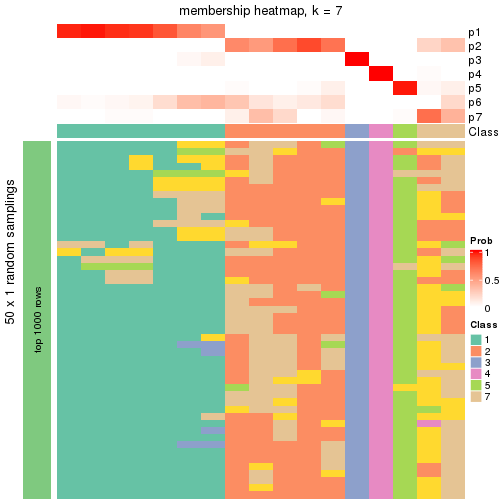 membership heatmap, k = 7
p1
p2
p3
p4
p5
p6
p7
Class
50 x 1 random samplings
top 1000 rows
Prob
1
0.5
0
Class
1
2
3
4
5
7